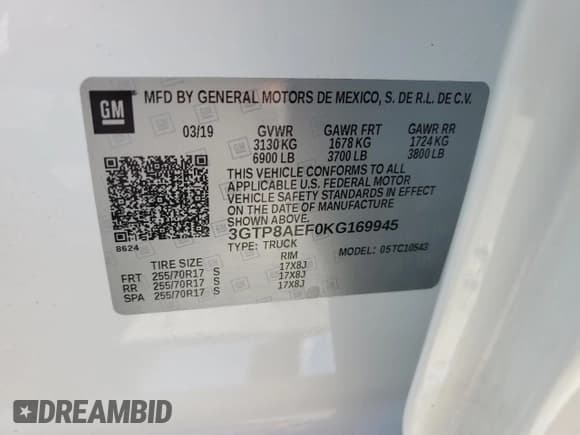 GM
MFD BY GENERAL MOTORS DE MEXICO, S. DE R.L. DE C.V.
03/19 GVWR GAWR FRT GAWR RR
3130 KG 1678 KG 1724 KG
6900 LB 3700 LB 3800 LB
THIS VEHICLE CONFORMS TO ALL
APPLICABLE U.S. FEDERAL MOTOR
VEHICLE SAFETY STANDARDS IN EFFECT
ON THE DATE OF MANUFACTURE
SHOWN ABOVE.
8624
3GTP8AEF0KG169945
TYPE: TRUCK MODEL: 05TC10543
TIRE SIZE RIM
FRT 255/70R17 S 17X8J
RR 255/70R17 S 17X8J
SPA 255/70R17 S 17X8J
DREAMBID